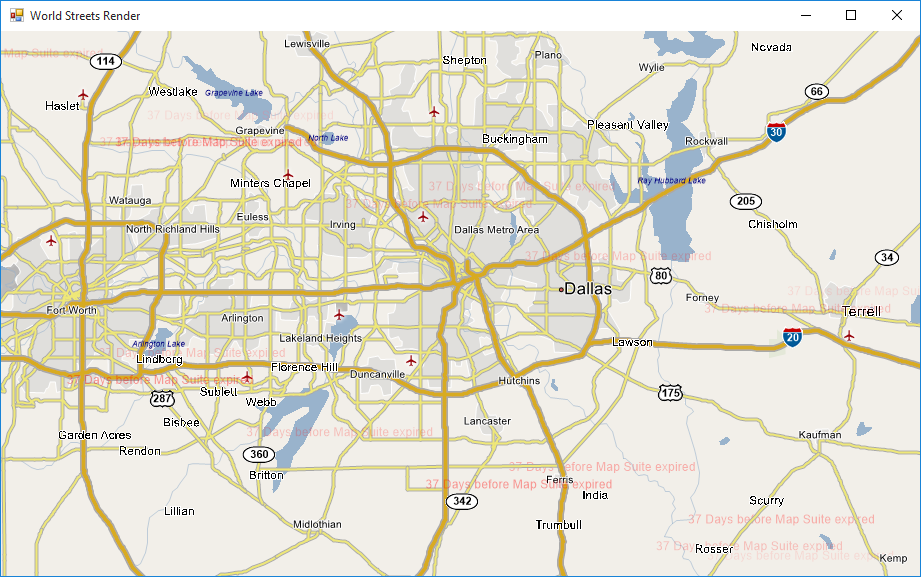 World Streets Render
Map Suite expired
Lewisville
Nevada
Shepton
Plano
114
Wylie
Westlake
Grapevine Lake
66
Haslet
37 Days before Map Suite expired
Pleasant Valley
Grapevine
30
North Lake
Buckingham
37 Days before Map Suite expired
Rockwall
Minters Chapel
Ray Hubbard Lake
37 Days before Map Suite expired
Watauga
205
37 Days before Map Suite expired
Euless
Irving
Chisholm
North Richland Hills
Dallas Metro Area
37 Days before Map Suite expired
34
80
Dallas
37 Days before Map Su
Forney
37 Days before Map Suite expired
Fort Worth
Terrell
Arlington
Lakeland Heights
20
Arlington Lake
Lawson
37 Days before Map Suite expired
Lindberg
Florence Hill
Duncanville
37 Days before Map Suite expired
Hutchins
Sublett
175
287
Webb
Bisbee
Lancaster
37 Days before Map Suite expired
Garden Acres
Kaufman
Rendon
360
37 Days before Map Suite expired
Britton
Ferris
37 Days before Map Suite expired
India
342
Scurry
Lillian
37 Days before Map Suite expired
Midlothian
Trumbull
37 Days before Map Suite expired
Rosser
Days before Map Suite exp
Kemp